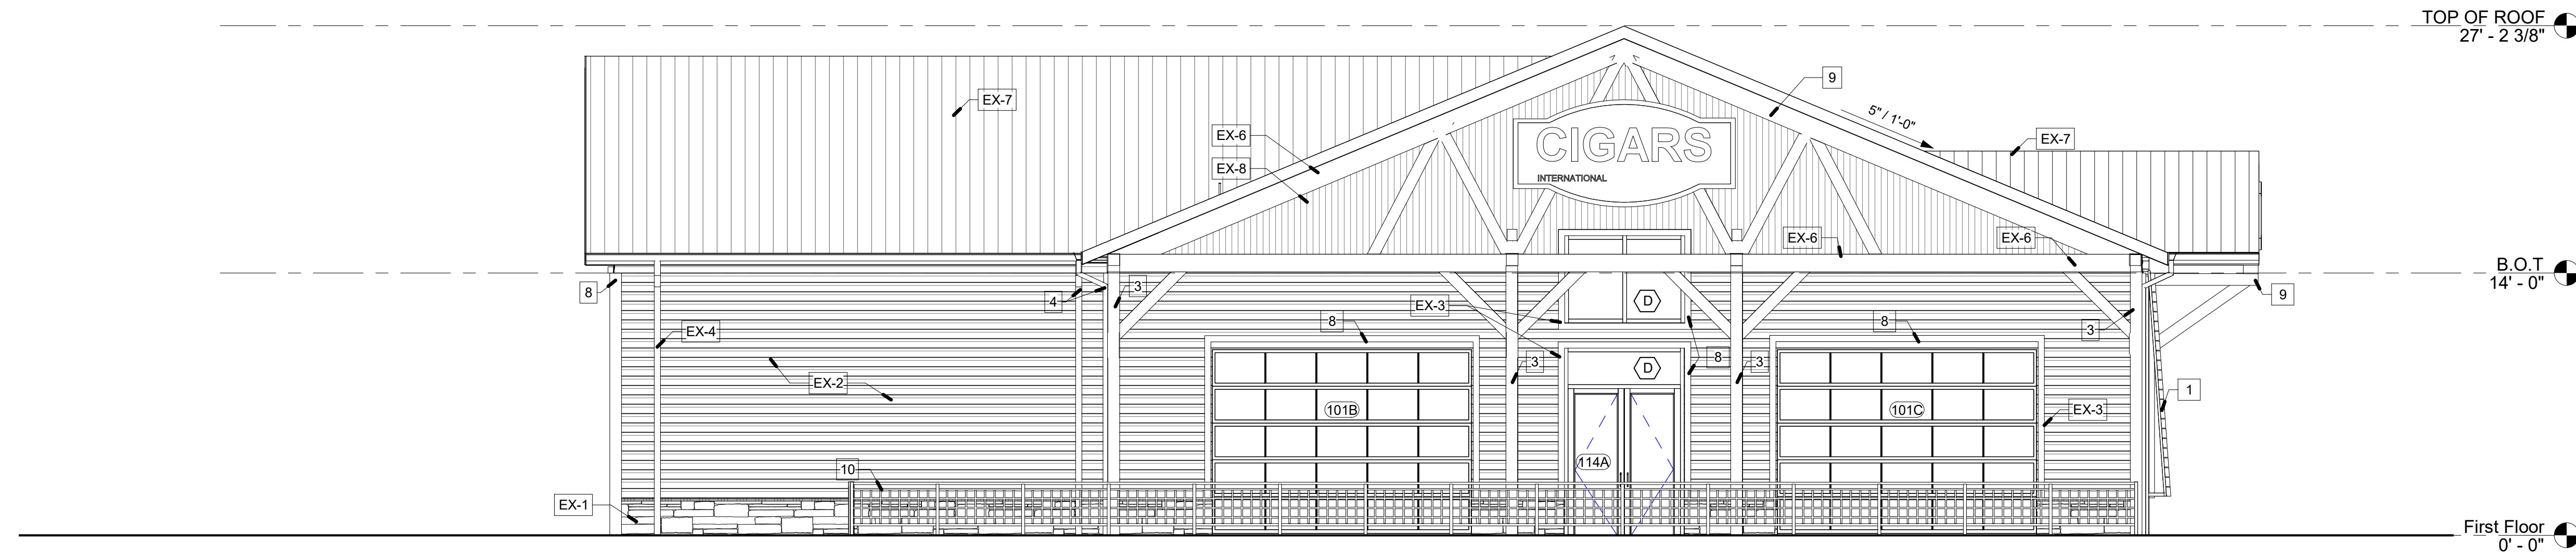 TOP OF ROOF
27' - 2 3/8"
9
EX-7
5" / 1'-0"
EX-6
EX-7
CIGARS
EX-8
INTERNATIONAL
EX-6
EX-6
B.O.T
14' - 0"
8
3
4
D
9
EX-3
EX-4
8
8
3
8
3
3
D
EX-2
1
101B
101C
EX-3
114A
10
EX-1
First Floor
0' - 0"